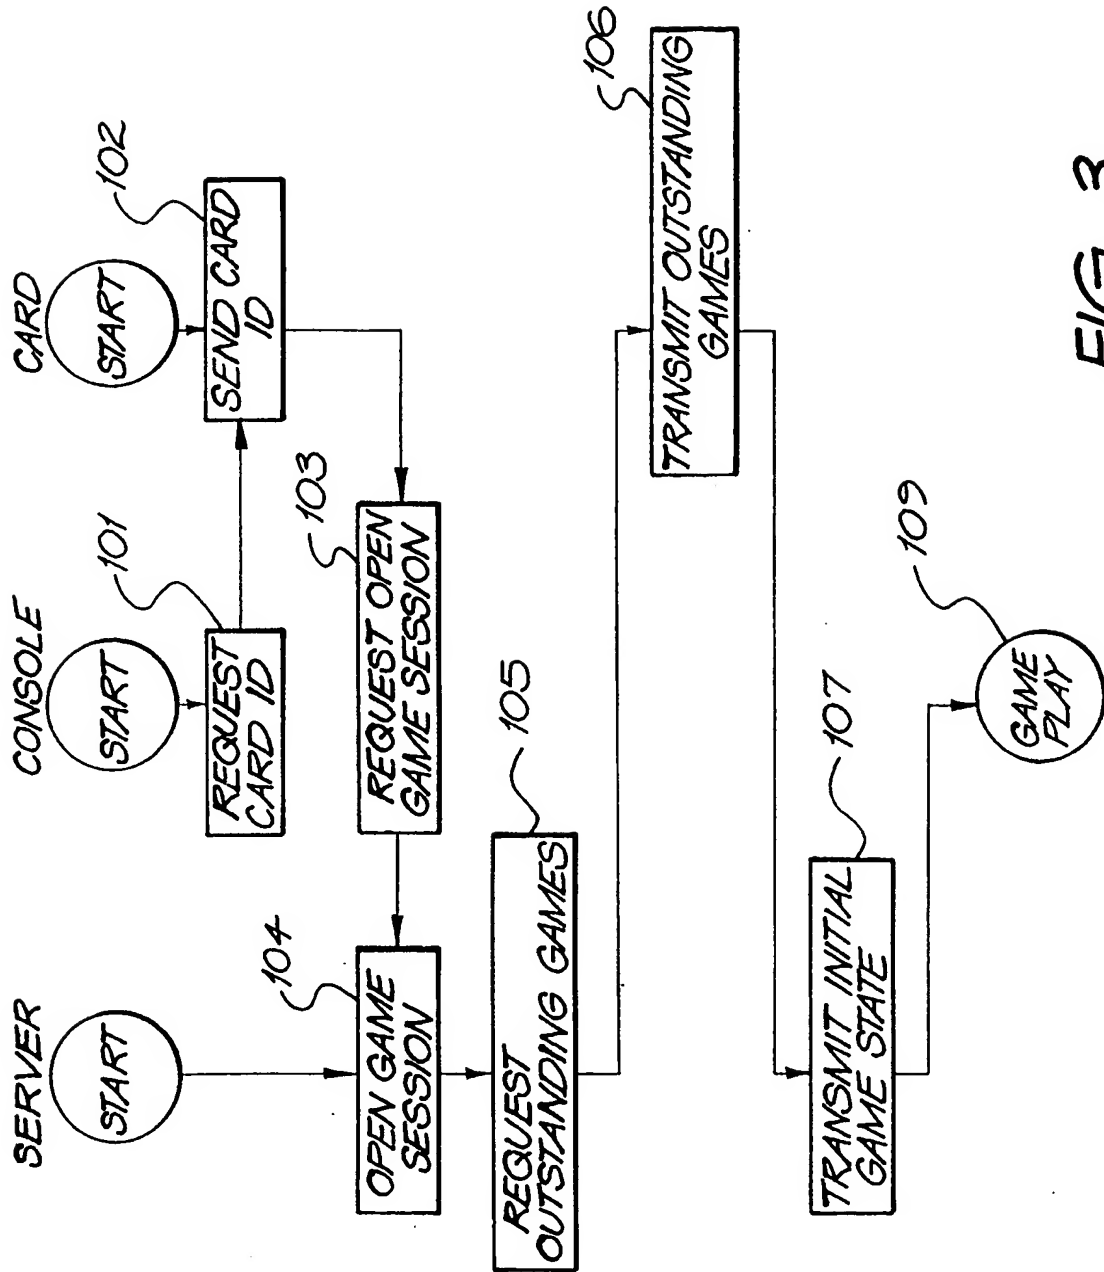 SERVER
CONSOLE
CARD
START
START
START
101
102
REQUEST
CARD ID
SEND CARD
ID
103
104
OPEN GAME
SESSION
REQUEST OPEN
GAME SESSION
105
REQUEST
OUTSTANDING GAMES
106
TRANSMIT OUTSTANDING
GAMES
107
TRANSMIT INITIAL
GAME STATE
109
GAME
PLAY
FIG. 3